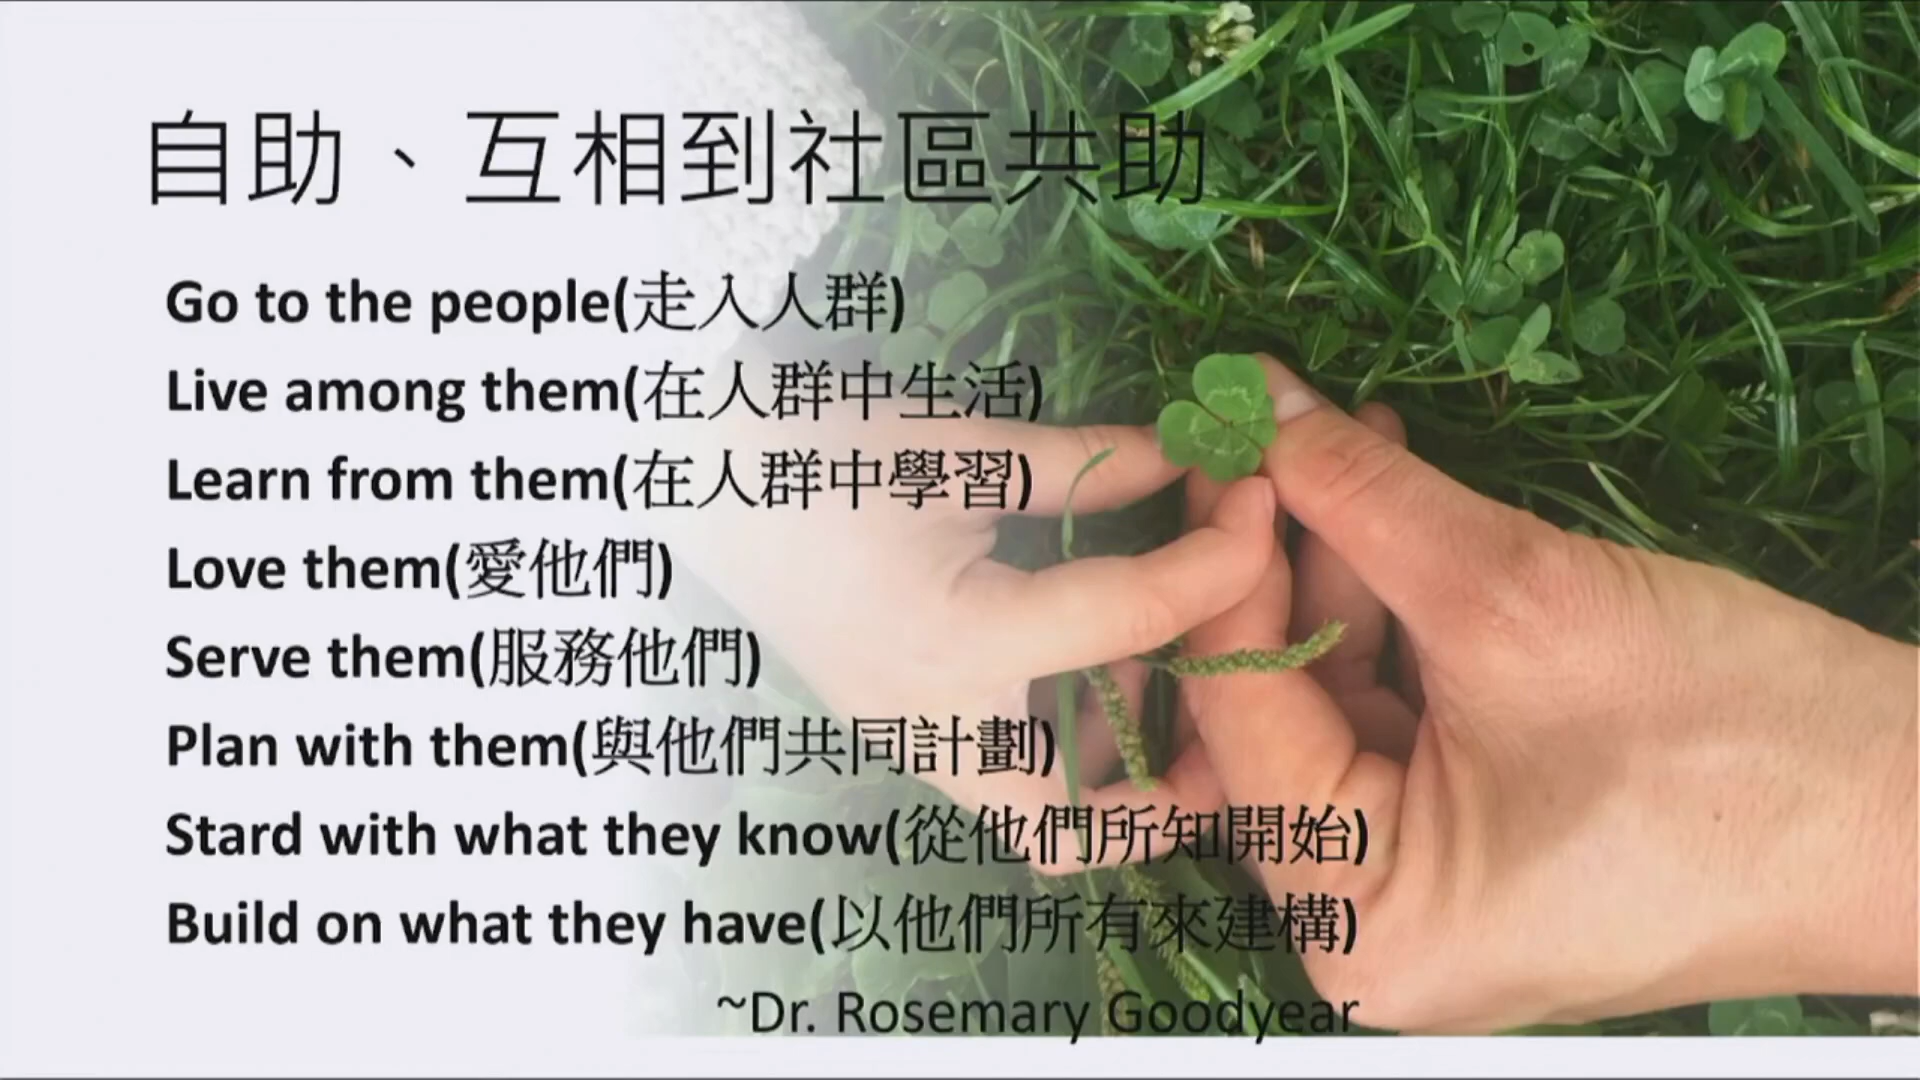 自助、互相到社區共助
Go to the people(走入人群)
Live among them(在人群中生活)
Learn from them(在人群中學習)
Love them(愛他們)
Serve them(服務他們)
Plan with them(與他們共同計劃)
Stard with what they know(從他們所知開始)
Build on what they have(以他們所有來建構)
~Dr. Rosemary Goodyear